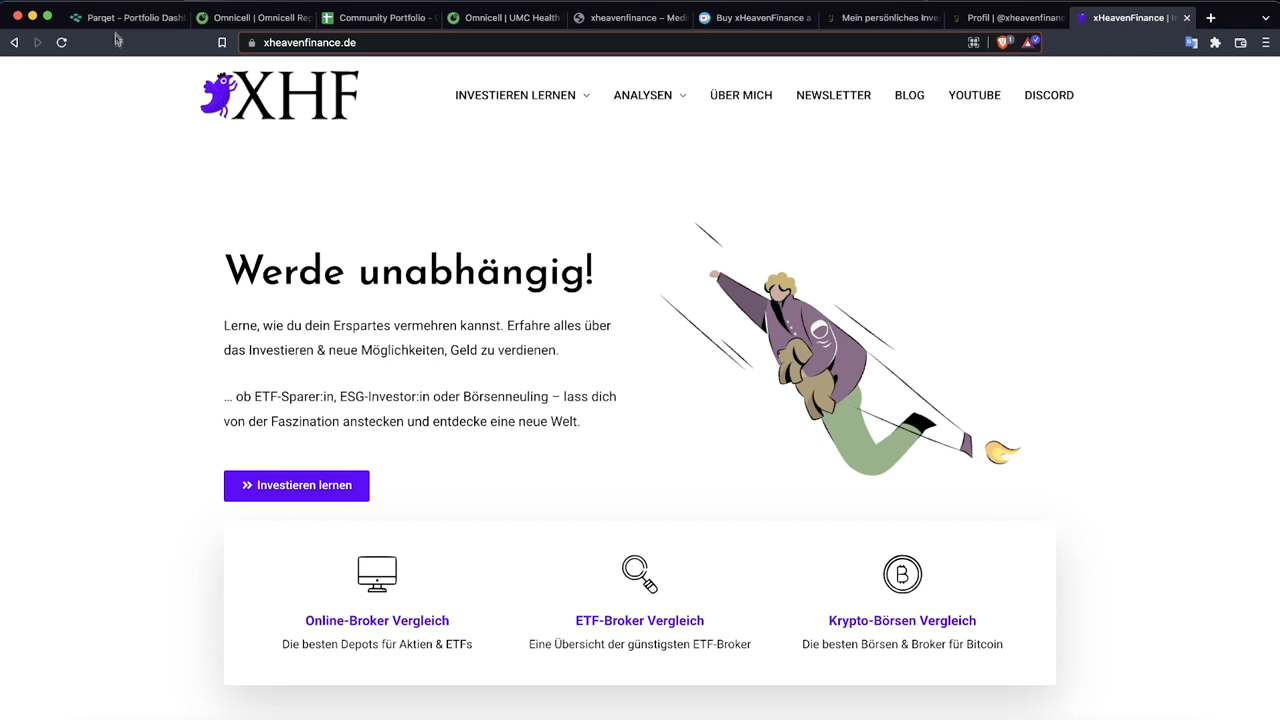 Parqet - Portfolio Dashl
Omnicell | Omnicell Re
Community Portfolio - 
Omnicell | UMC Health
xheavenfinance – Medi
Buy xHeavenFinance a
Mein persönliches Inve
Profil | @xheavenfinanc
xHeavenFinance | I
xheavenfinance.de
1
XHF
INVESTIEREN LERNEN
ANALYSEN
ÜBER MICH
NEWSLETTER
BLOG
YOUTUBE
DISCORD
Werde unabhängig!
Lerne, wie du dein Erspartes vermehren kannst. Erfahre alles über
das Investieren & neue Möglichkeiten, Geld zu verdienen.
… ob ETF-Sparer:in, ESG-Investor:in oder Börsenneuling – lass dich
von der Faszination anstecken und entdecke eine neue Welt.
Investieren lernen
Online-Broker Vergleich
Die besten Depots für Aktien & ETFs
ETF-Broker Vergleich
Eine Übersicht der günstigsten ETF-Broker
Krypto-Börsen Vergleich
Die besten Börsen & Broker für Bitcoin